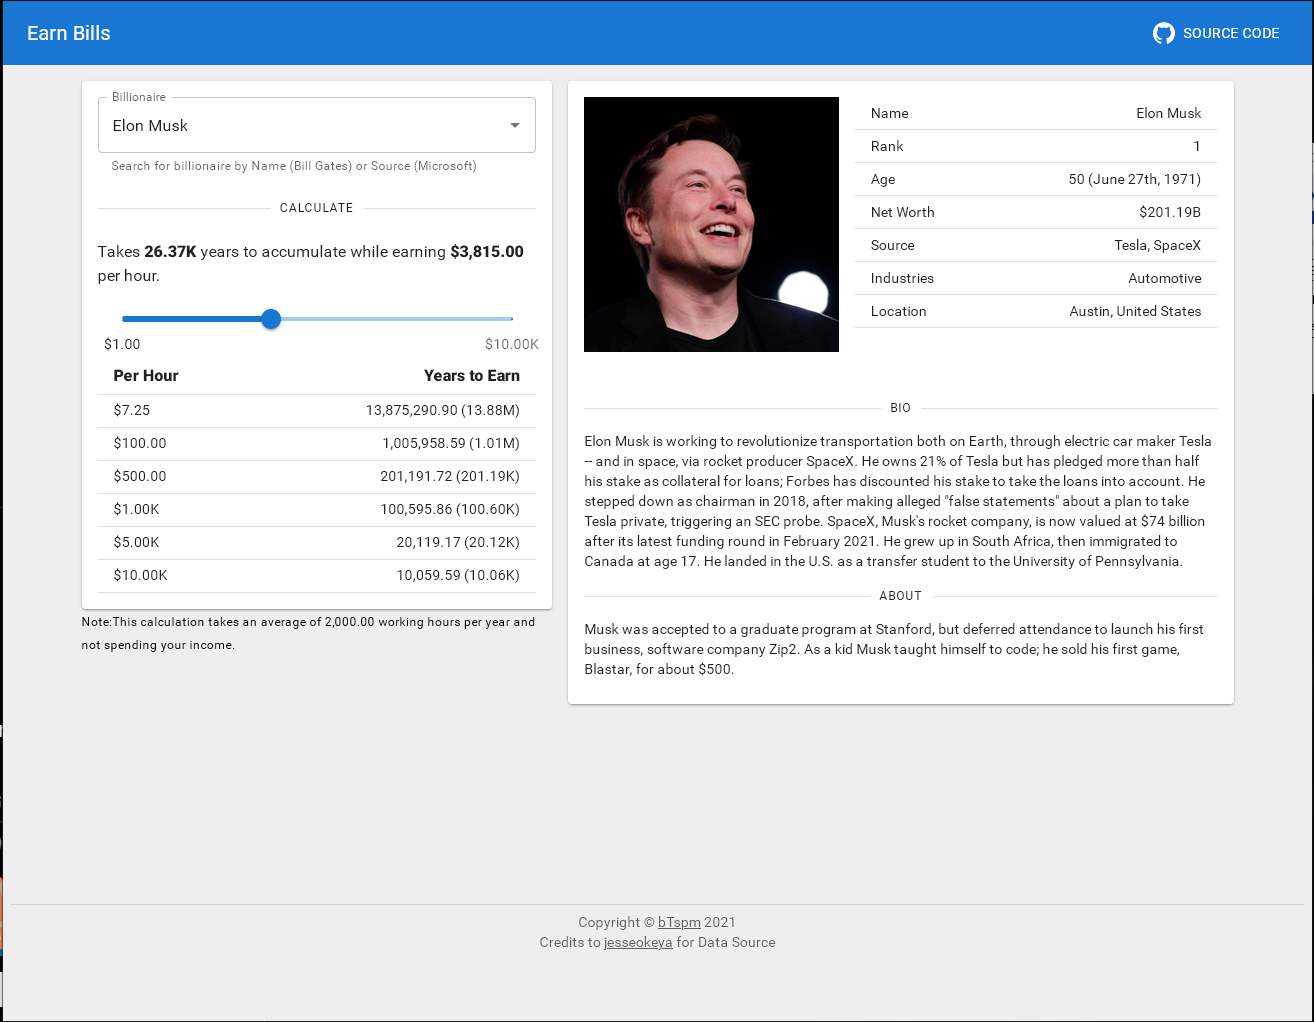 Earn Bills
SOURCE CODE
Billionaire
Elon Musk
Search for billionaire by Name (Bill Gates) or Source (Microsoft)
CALCULATE
Takes 26.37K years to accumulate while earning $3,815.00
per hour.
$1.00 $10.00K
Per Hour Years to Earn
$7.25 13,875,290.90 (13.88M)
$100.00 1,005,958.59 (1.01M)
$500.00 201,191.72 (201.19K)
$1.00K 100,595.86 (100.60K)
$5.00K 20,119.17 (20.12K)
$10.00K 10,059.59 (10.06K)
Note:This calculation takes an average of 2,000.00 working hours per year and
not spending your income.
Name Elon Musk
Rank 1
Age 50 (June 27th, 1971)
Net Worth $201.19B
Source Tesla, SpaceX
Industries Automotive
Location Austin, United States
BIO
Elon Musk is working to revolutionize transportation both on Earth, through electric car maker Tesla
-- and in space, via rocket producer SpaceX. He owns 21% of Tesla but has pledged more than half
his stake as collateral for loans; Forbes has discounted his stake to take the loans into account. He
stepped down as chairman in 2018, after making alleged "false statements" about a plan to take
Tesla private, triggering an SEC probe. SpaceX, Musk's rocket company, is now valued at $74 billion
after its latest funding round in February 2021. He grew up in South Africa, then immigrated to
Canada at age 17. He landed in the U.S. as a transfer student to the University of Pennsylvania.
ABOUT
Musk was accepted to a graduate program at Stanford, but deferred attendance to launch his first
business, software company Zip2. As a kid Musk taught himself to code; he sold his first game,
Blastar, for about $500.
Copyright © bTspm 2021
Credits to jesseokeya for Data Source